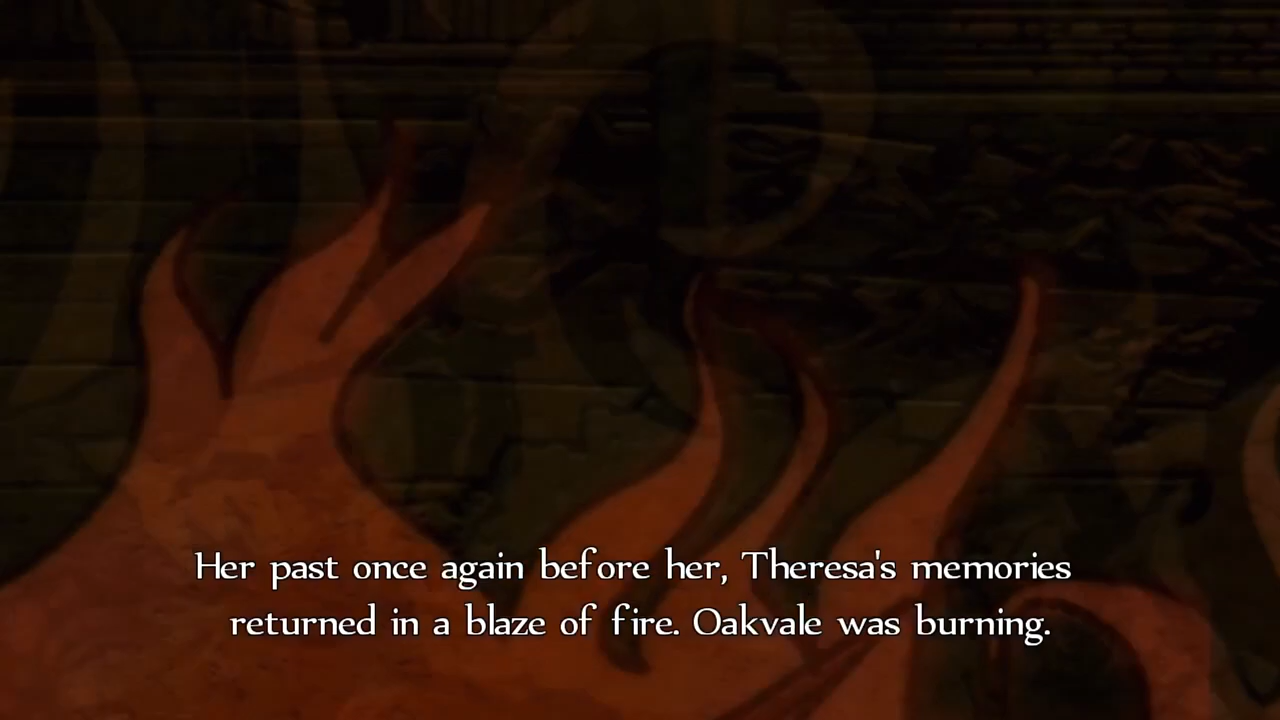 Her past once again before her, Theresa's memories
returned in a blaze of fire. Oakvale was burning.